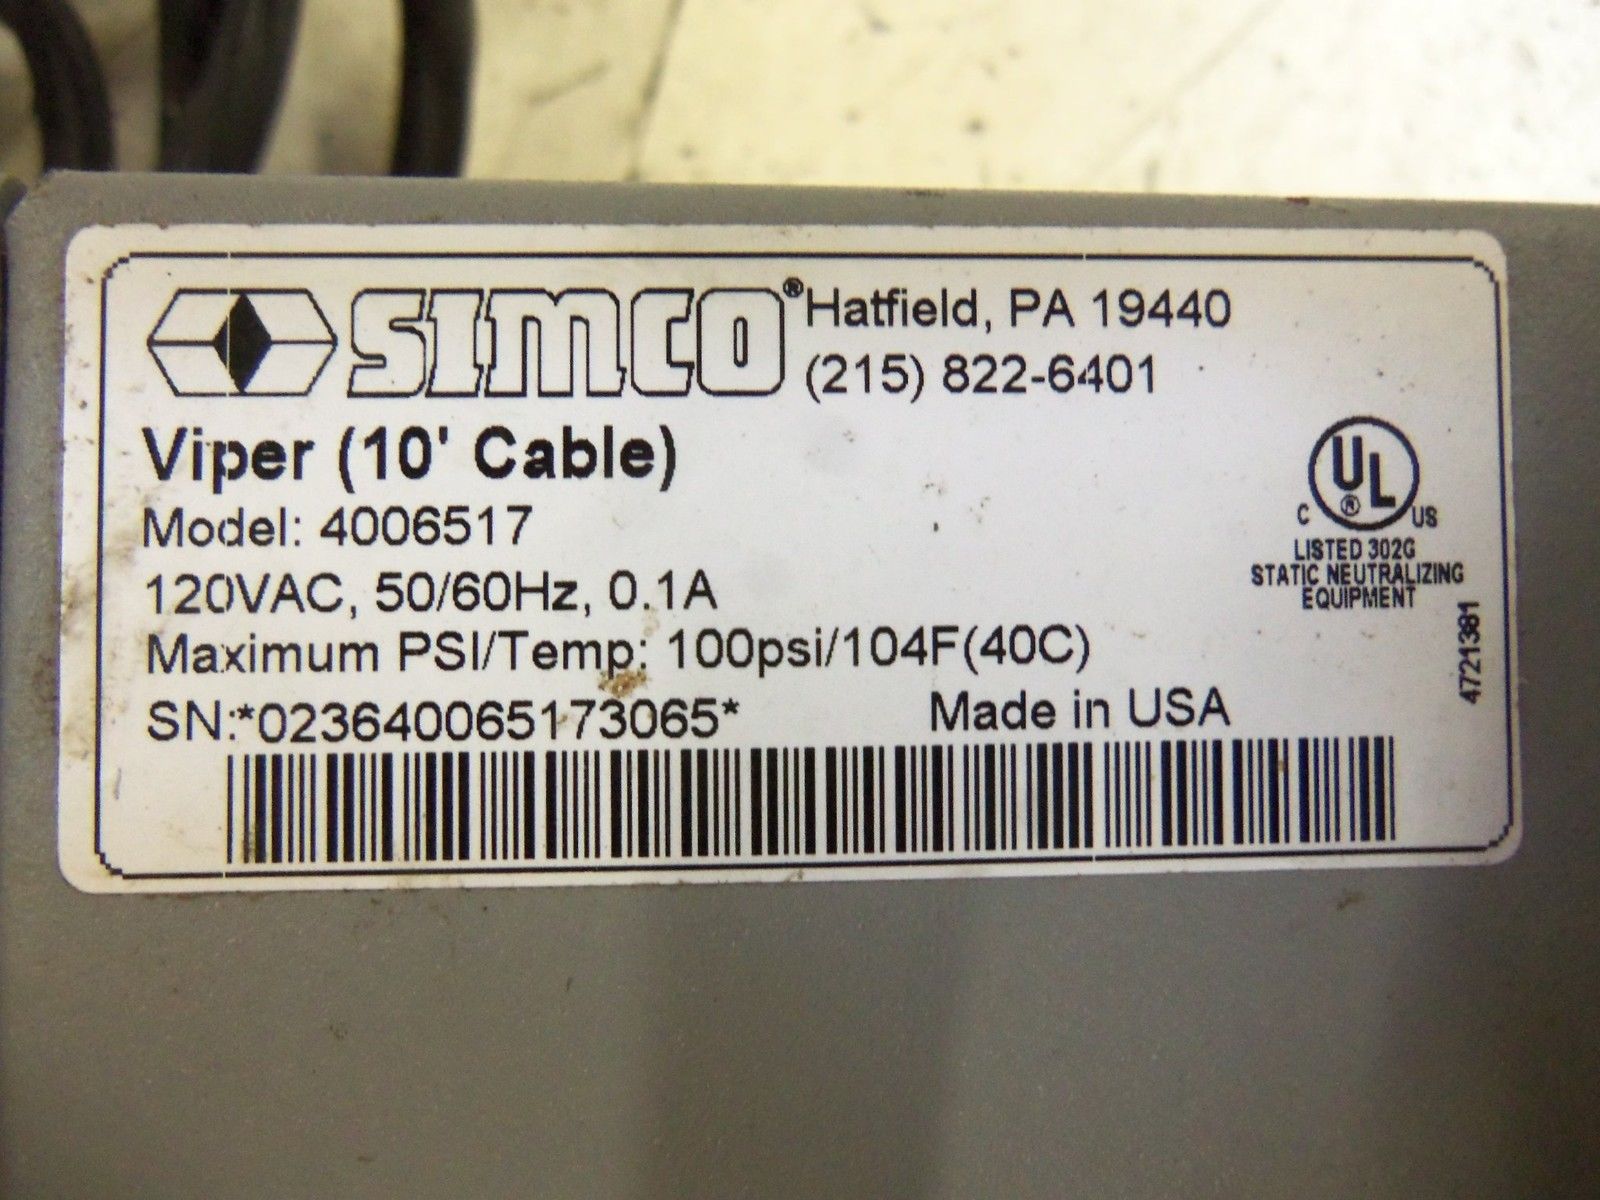 SIMCO® Hatfield, PA 19440
(215) 822-6401
Viper (10' Cable)
Model: 4006517
120VAC, 50/60Hz, 0.1A
Maximum PSI/Temp: 100psi/104F(40C)
SN:*023640065173065*
Made in USA
C UL® US
LISTED 302G
STATIC NEUTRALIZING
EQUIPMENT
4721381